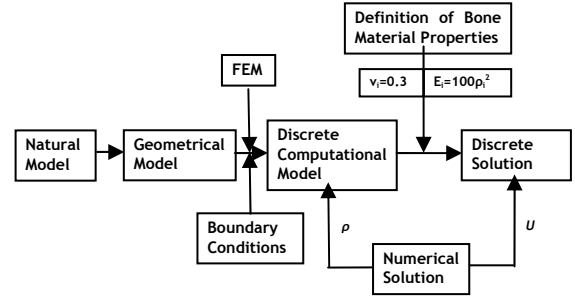 Definition of Bone
Material Properties
FEM
νᵢ=0.3
Eᵢ=100ρᵢ²
Natural
Model
Geometrical
Model
Discrete
Computational
Model
Discrete
Solution
Boundary
Conditions
ρ
U
Numerical
Solution